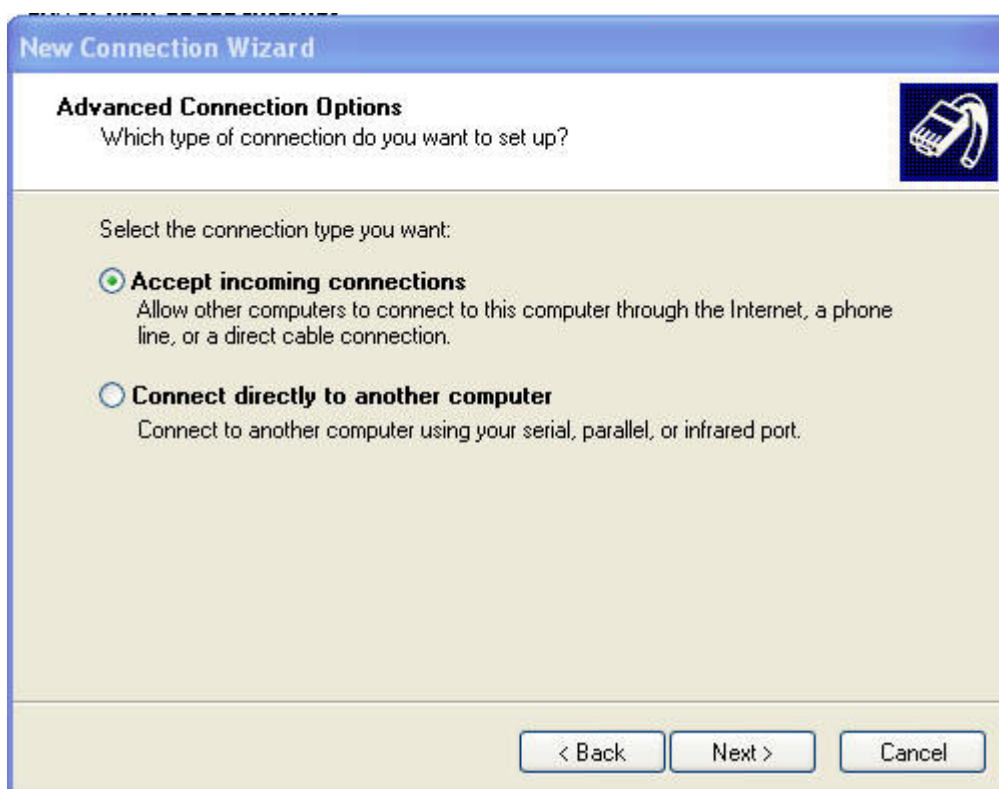 New Connection Wizard
Advanced Connection Options
Which type of connection do you want to set up?
Select the connection type you want:
Accept incoming connections
Allow other computers to connect to this computer through the Internet, a phone
line, or a direct cable connection.
Connect directly to another computer
Connect to another computer using your serial, parallel, or infrared port.
< Back
Next >
Cancel